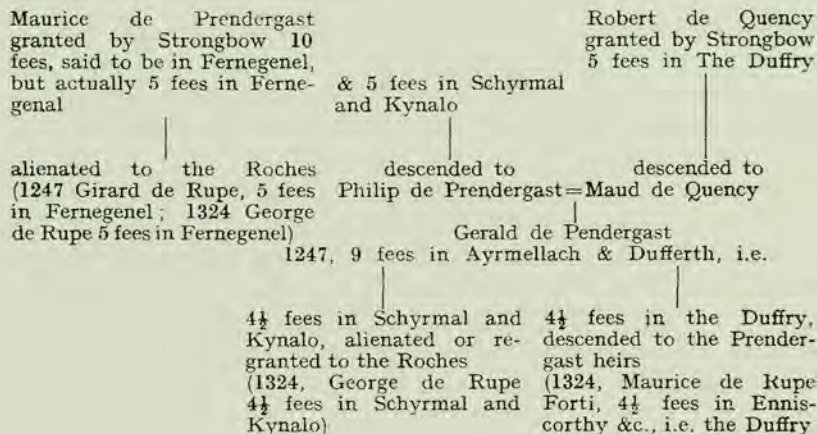 Maurice de Prendergast
granted by Strongbow 10
fees, said to be in Fernegenel,
but actually 5 fees in Ferne-
genal
& 5 fees in Schyrmal
and Kynalo
Robert de Quency
granted by Strongbow
5 fees in The Duffry
alienated to the Roches
(1247 Girard de Rupe, 5 fees
in Fernegenel; 1324 George
de Rupe 5 fees in Fernegenel)
descended to
Philip de Prendergast=Maud de Quency
descended to
Gerald de Pendergast
1247, 9 fees in Ayrmellach & Dufferth, i.e.
4½ fees in Schyrmal and
Kynalo, alienated or re-
granted to the Roches
(1324, George de Rupe
4½ fees in Schyrmal and
Kynalo)
4½ fees in the Duffry,
descended to the Prender-
gast heirs
(1324, Maurice de Rupe
Forti, 4½ fees in Ennis-
corthy &c., i.e. the Duffry